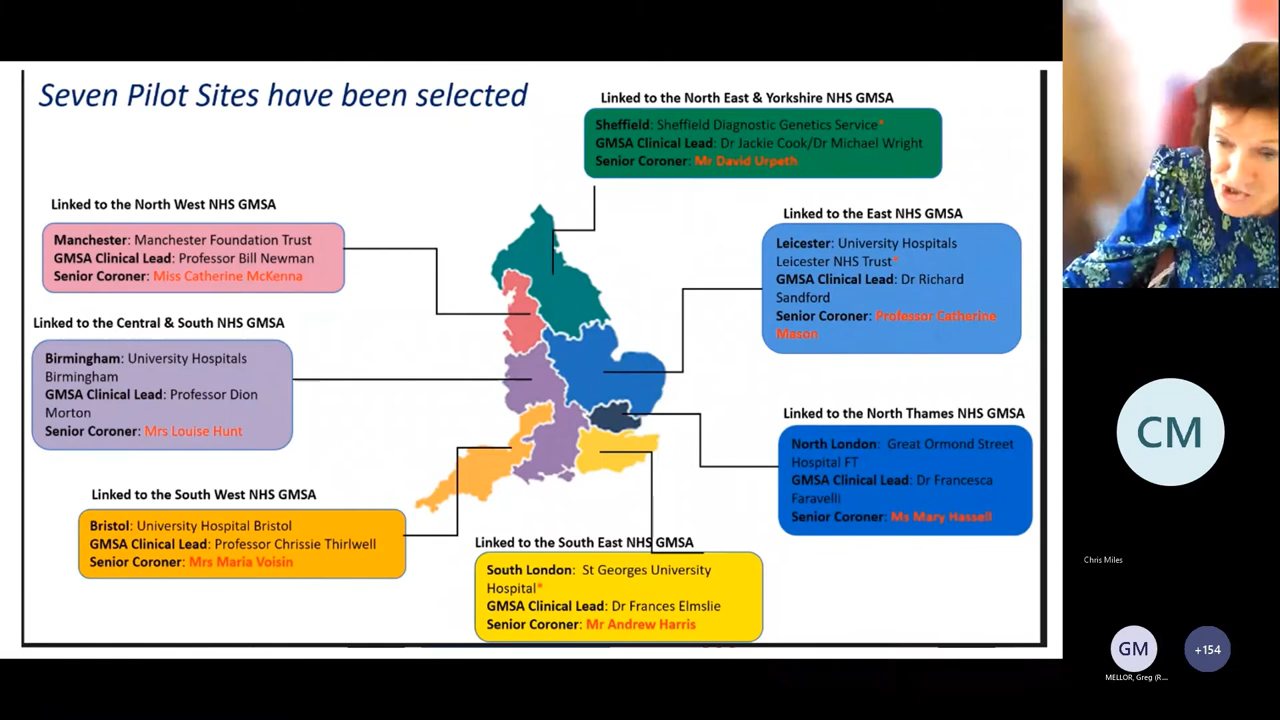 Seven Pilot Sites have been selected
Linked to the North East & Yorkshire NHS GMSA
Sheffield: Sheffield Diagnostic Genetics Service*
GMSA Clinical Lead: Dr Jackie Cook/Dr Michael Wright
Senior Coroner: Mr David Urpeth
Linked to the North West NHS GMSA
Manchester: Manchester Foundation Trust
GMSA Clinical Lead: Professor Bill Newman
Senior Coroner: Miss Catherine McKenna
Linked to the East NHS GMSA
Leicester: University Hospitals
Leicester NHS Trust*
GMSA Clinical Lead: Dr Richard
Sandford
Senior Coroner: Professor Catherine
Mason
Linked to the Central & South NHS GMSA
Birmingham: University Hospitals
Birmingham
GMSA Clinical Lead: Professor Dion
Morton
Senior Coroner: Mrs Louise Hunt
Linked to the North Thames NHS GMSA
North London: Great Ormond Street
Hospital FT
GMSA Clinical Lead: Dr Francesca
Faravelli
Senior Coroner: Ms Mary Hassell
Linked to the South West NHS GMSA
Bristol: University Hospital Bristol
GMSA Clinical Lead: Professor Chrissie Thirlwell
Senior Coroner: Mrs Maria Voisin
Linked to the South East NHS GMSA
South London: St Georges University
Hospital*
GMSA Clinical Lead: Dr Frances Elmslie
Senior Coroner: Mr Andrew Harris
CM
Chris Miles
GM
+154
MELLOR, Greg (R...